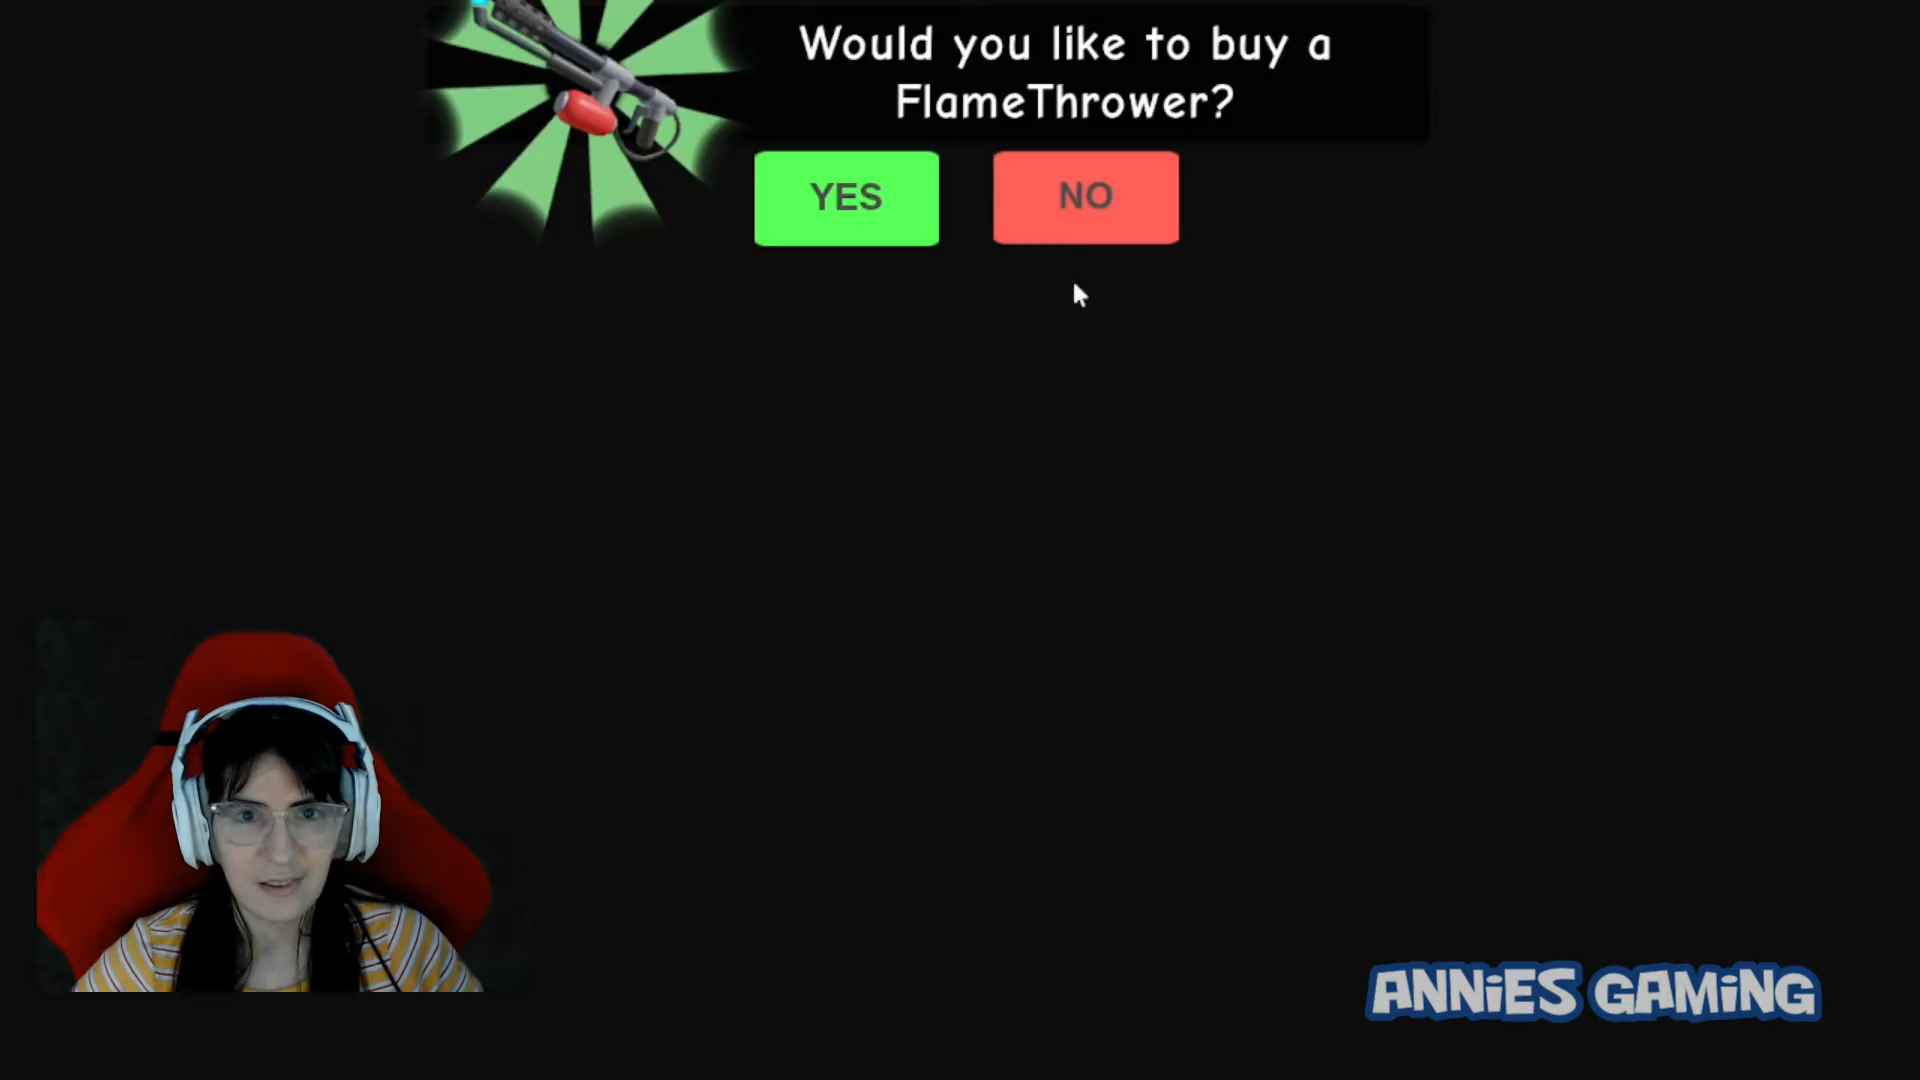 Would you like to buy a
FlameThrower?
YES
NO
ANNiES GAMiNG